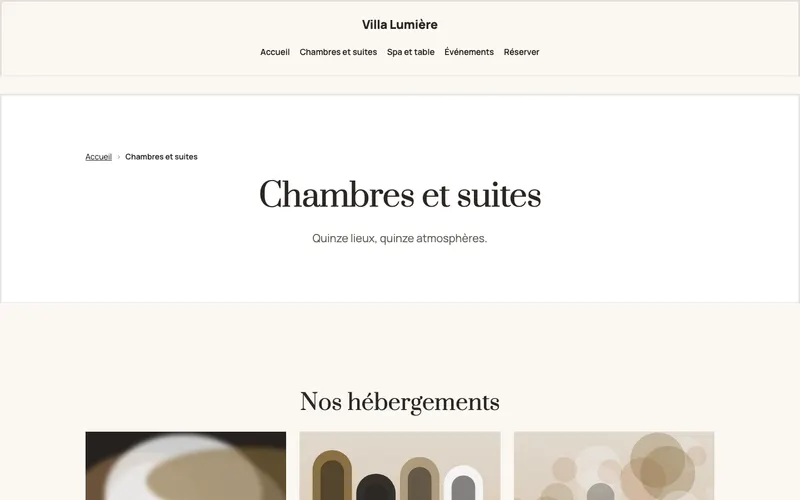 Villa Lumière
Accueil Chambres et suites Spa et table Événements Réserver
Accueil > Chambres et suites
Chambres et suites
Quinze lieux, quinze atmosphères.
Nos hébergements